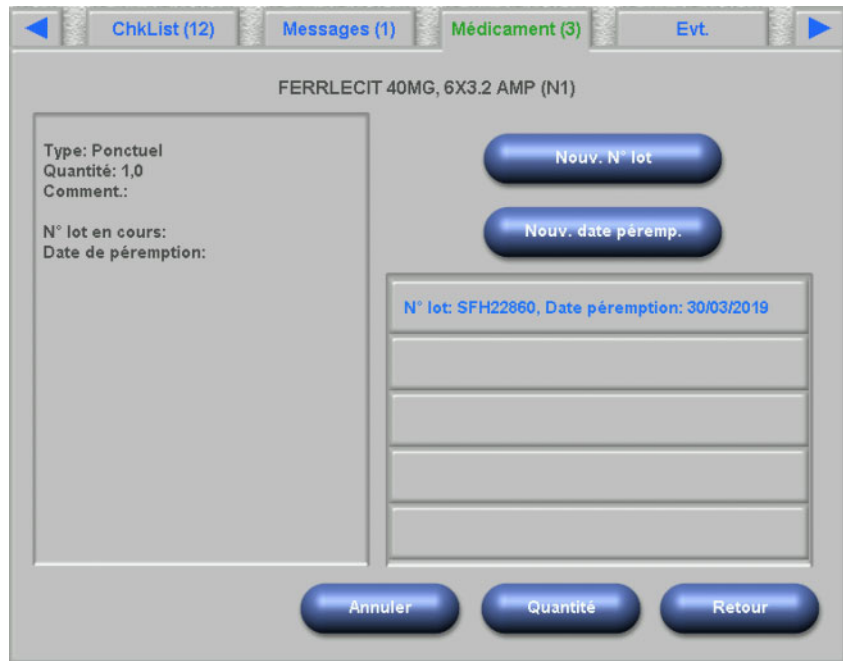 ChkList (12)
Messages (1)
Médicament (3)
Evt.
FERRLECIT 40MG, 6X3.2 AMP (N1)
Type: Ponctuel
Quantité: 1,0
Comment.:
N° lot en cours:
Date de péremption:
Nouv. N° lot
Nouv. date péremp.
N° lot: SFH22860, Date péremption: 30/03/2019
Annuler
Quantité
Retour